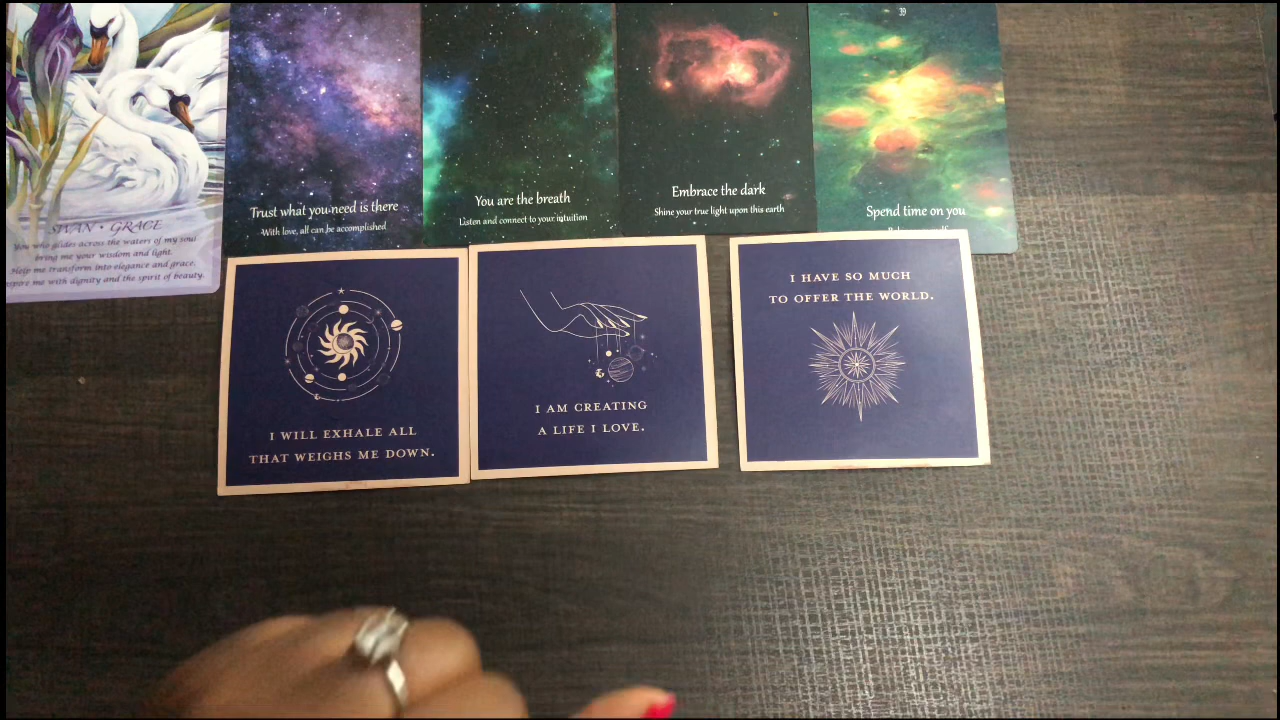 SWAN • GRACE
You who glides across the waters of my soul
bring me your wisdom and light.
Help me transform into elegance and grace.
Inspire me with dignity and the spirit of beauty.
Trust what you need is there
With love, all can be accomplished
You are the breath
Listen and connect to your intuition
Embrace the dark
Shine your true light upon this earth
39
Spend time on you
I WILL EXHALE ALL
THAT WEIGHS ME DOWN.
I AM CREATING
A LIFE I LOVE.
I HAVE SO MUCH
TO OFFER THE WORLD.